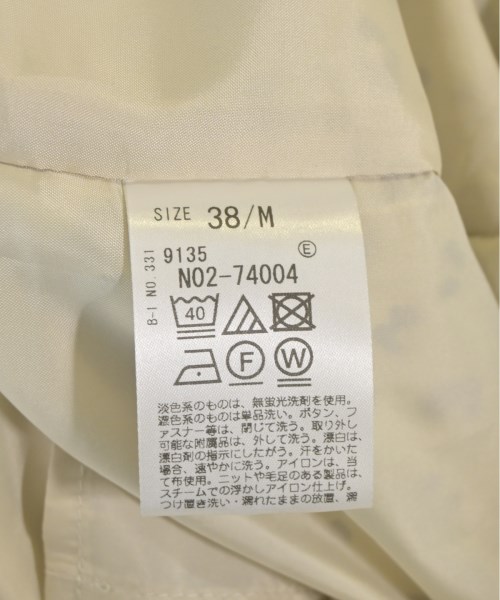 SIZE 38/M
B-I NO.331
9135 E
N02-74004
40
F W
淡色系のものは、無蛍光洗剤を使用。
濃色系のものは単品洗い。ボタン、フ
ァスナー等は、閉じて洗う。取り外し
可能な附属品は、外して洗う。漂白は、
漂白剤の指示にしたがう。汗をかいた
場合、速やかに洗う。アイロンは、当
て布使用。ニットや毛足のある製品は、
スチームでの浮かしアイロン仕上げ。
つけ置き洗い・濡れたままの放置、濡